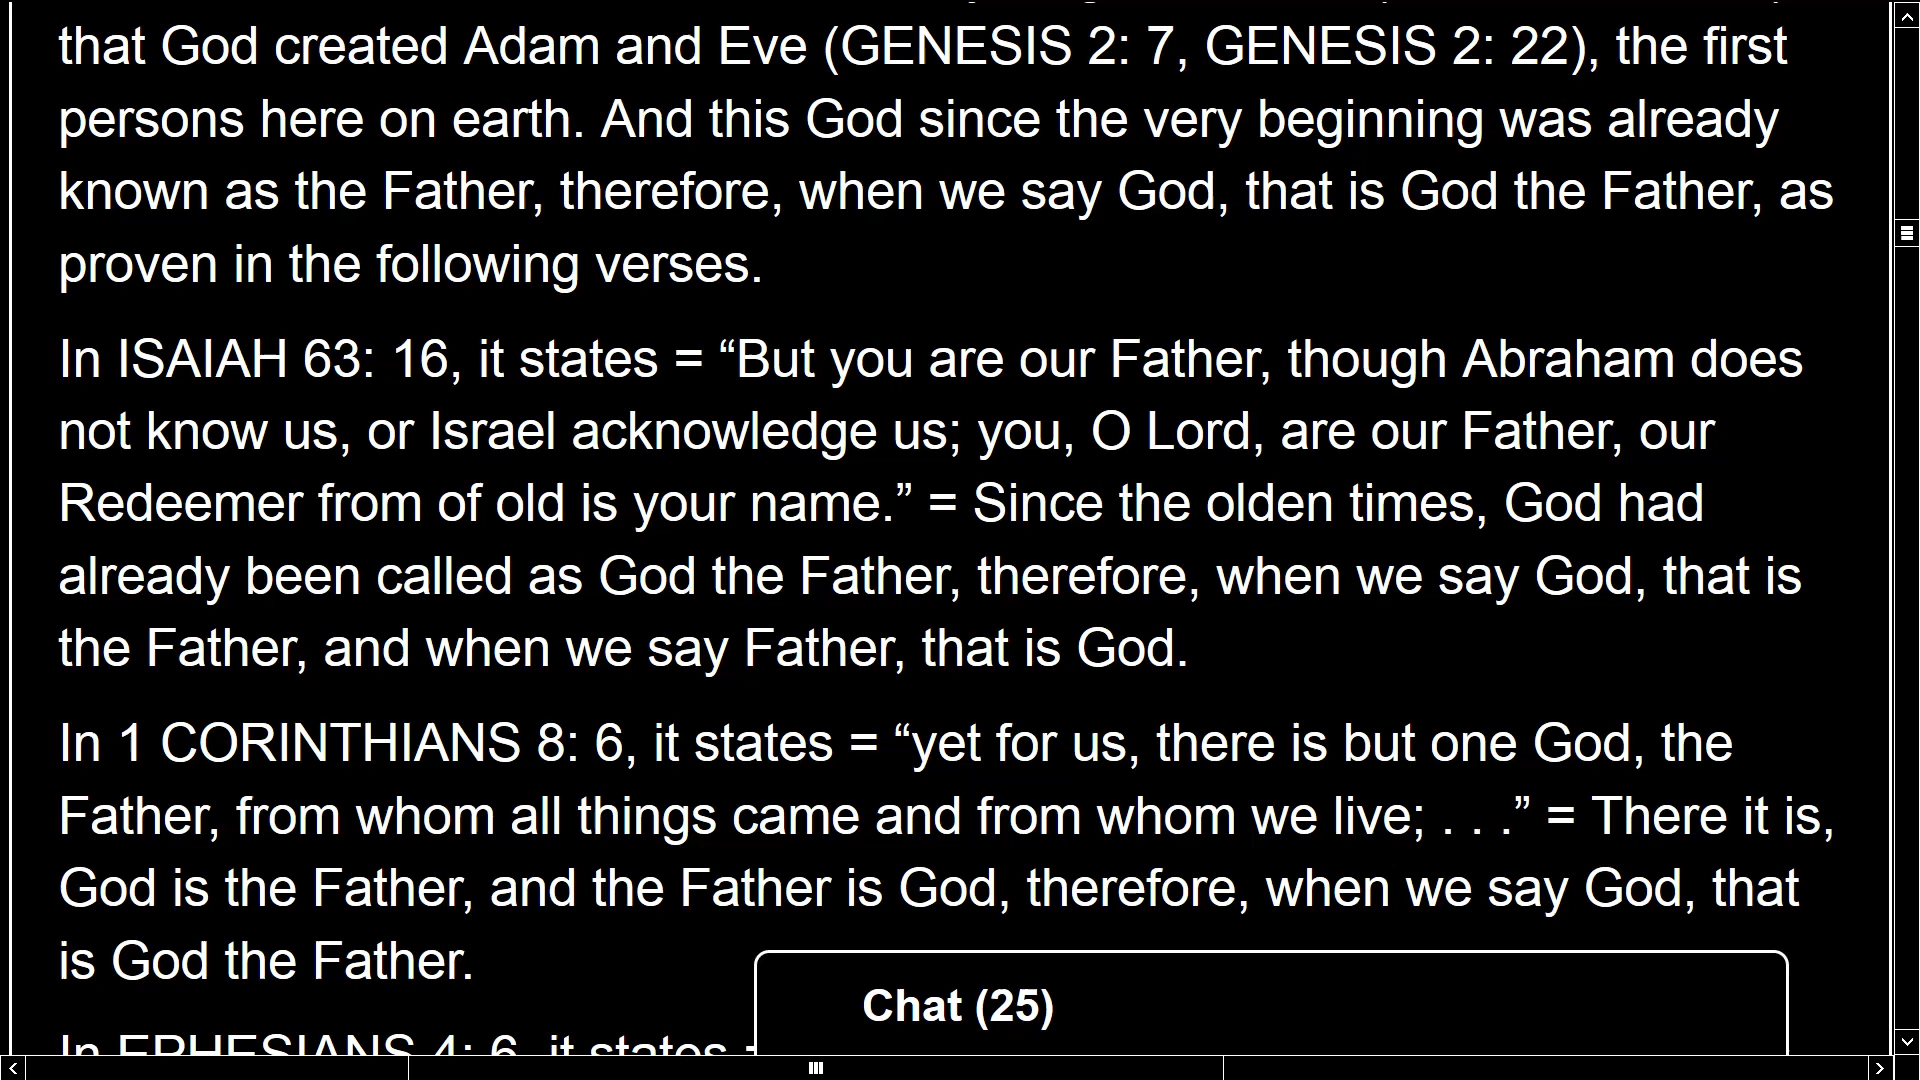 that God created Adam and Eve (GENESIS 2: 7, GENESIS 2: 22), the first
persons here on earth. And this God since the very beginning was already
known as the Father, therefore, when we say God, that is God the Father, as
proven in the following verses.
In ISAIAH 63: 16, it states = “But you are our Father, though Abraham does
not know us, or Israel acknowledge us; you, O Lord, are our Father, our
Redeemer from of old is your name.” = Since the olden times, God had
already been called as God the Father, therefore, when we say God, that is
the Father, and when we say Father, that is God.
In 1 CORINTHIANS 8: 6, it states = “yet for us, there is but one God, the
Father, from whom all things came and from whom we live; . . .” = There it is,
God is the Father, and the Father is God, therefore, when we say God, that
is God the Father.
Chat (25)
In EPHESIANS 4: 6, it states =